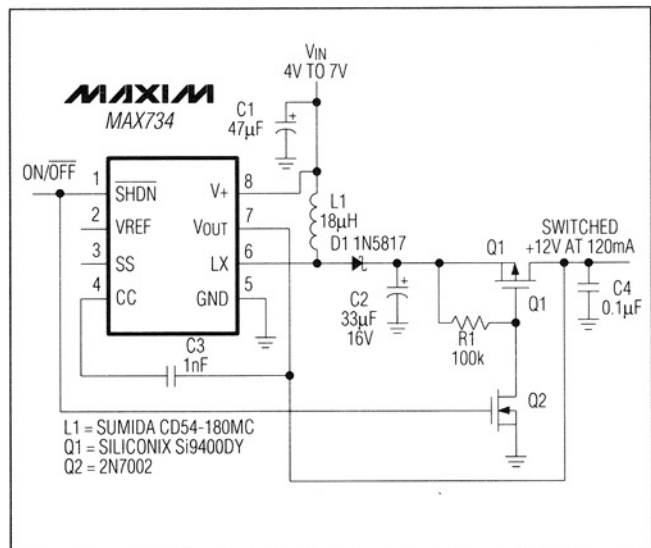 VIN
4V TO 7V
MAXIM
MAX734
C1
47µF
ON/OFF
1
SHDN
V+
8
2
VREF
VOUT
7
3
SS
LX
6
4
CC
GND
5
L1
18µH
D1 1N5817
Q1
SWITCHED
+12V AT 120mA
C2
33µF
16V
R1
100k
Q1
C4
0.1µF
C3
1nF
Q2
L1 = SUMIDA CD54-180MC
Q1 = SILICONIX Si9400DY
Q2 = 2N7002